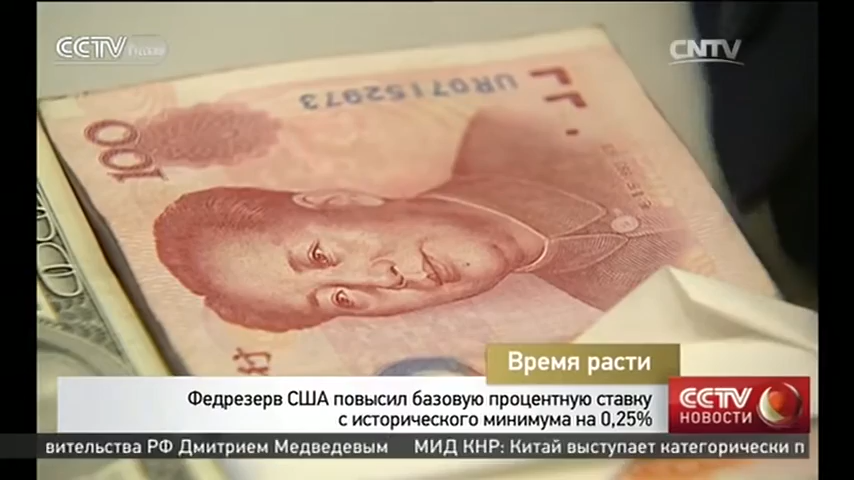 CCTV Русский
CNTV
UR07152973
100
Время расти
Федрезерв США повысил базовую процентную ставку
с исторического минимума на 0,25%
CCTV
НОВОСТИ
вительства РФ Дмитрием Медведевым МИД КНР: Китай выступает категорически п